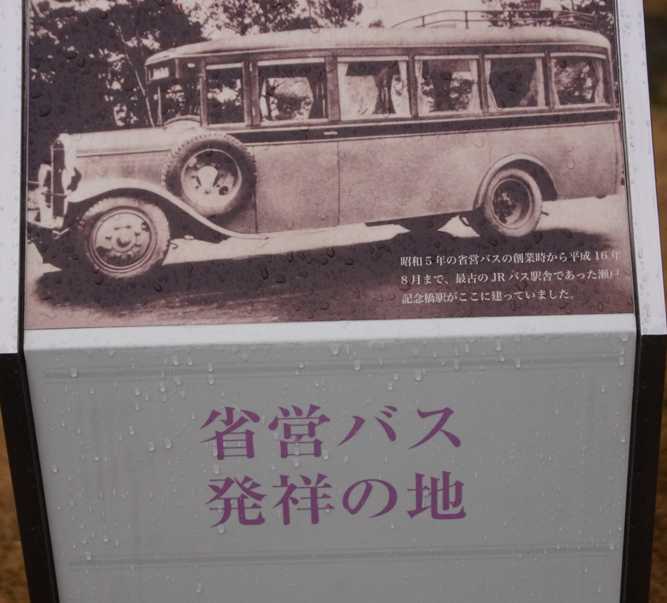 昭和5年の省営バスの創業時から平成16年
8月まで、最古のJRバス駅舎であった瀬戸
記念橋駅がここに建っていました。
省営バス
発祥の地